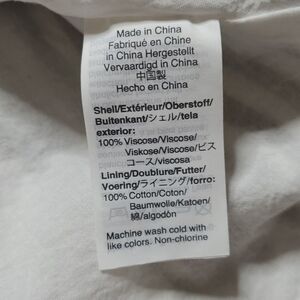 Made in China
Fabriqué en Chine
in China Hergestellt
Vervaardigd in China
中国製
Hecho en China
Shell/Extérieur/Oberstoff/
Buitenkant/シェル/tela
exterior:
100% Viscose/Viscose/
Viskose/Viscose/ビス
コース/viscosa
Lining/Doublure/Futter/
Voering/ライニング/forro:
100% Cotton/Coton/
Baumwolle/Katoen/
綿/algodón
Machine wash cold with
like colors. Non-chlorine